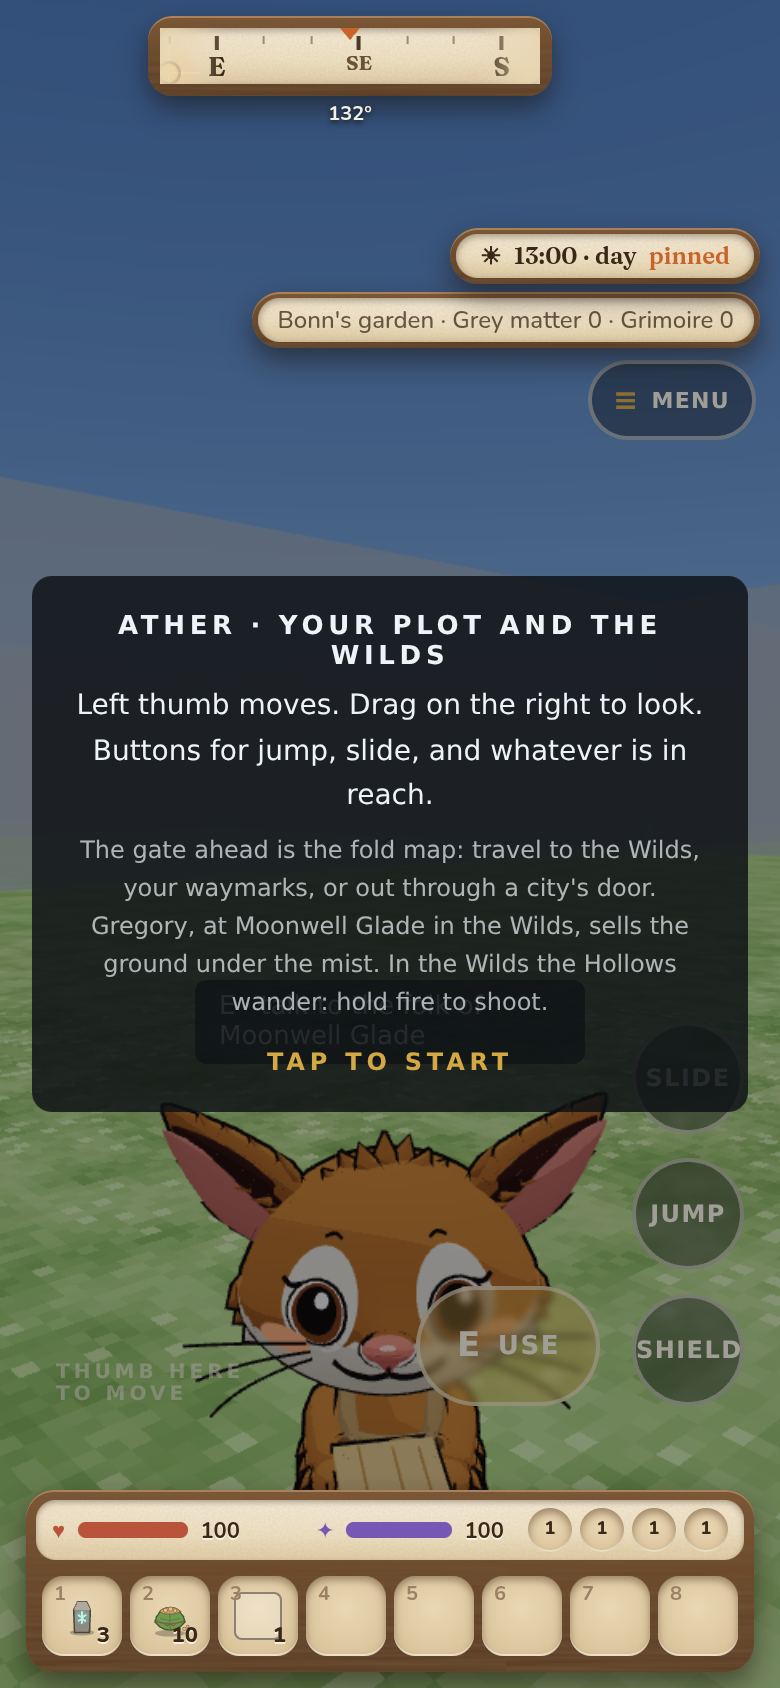 E
SE
S
132°
13:00 · day pinned
Bonn's garden · Grey matter 0 · Grimoire 0
MENU
ATHER · YOUR PLOT AND THE
WILDS
Left thumb moves. Drag on the right to look.
Buttons for jump, slide, and whatever is in
reach.
The gate ahead is the fold map: travel to the Wilds,
your waymarks, or out through a city's door.
Gregory, at Moonwell Glade in the Wilds, sells the
ground under the mist. In the Wilds the Hollows
wander: hold fire to shoot.
E talk to the folk of
Moonwell Glade
TAP TO START
SLIDE
JUMP
E USE
SHIELD
THUMB HERE
TO MOVE
100
100
1 1 1 1
1 2 3 4 5 6 7 8
3 10 1